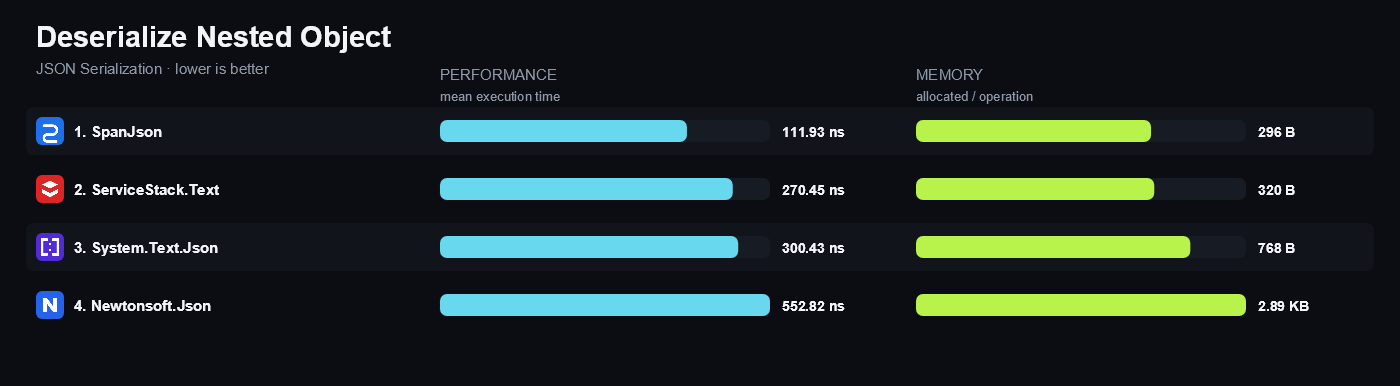 Deserialize Nested Object
JSON Serialization · lower is better
PERFORMANCE
mean execution time
MEMORY
allocated / operation
1. SpanJson 111.93 ns 296 B
2. ServiceStack.Text 270.45 ns 320 B
3. System.Text.Json 300.43 ns 768 B
N 4. Newtonsoft.Json 552.82 ns 2.89 KB